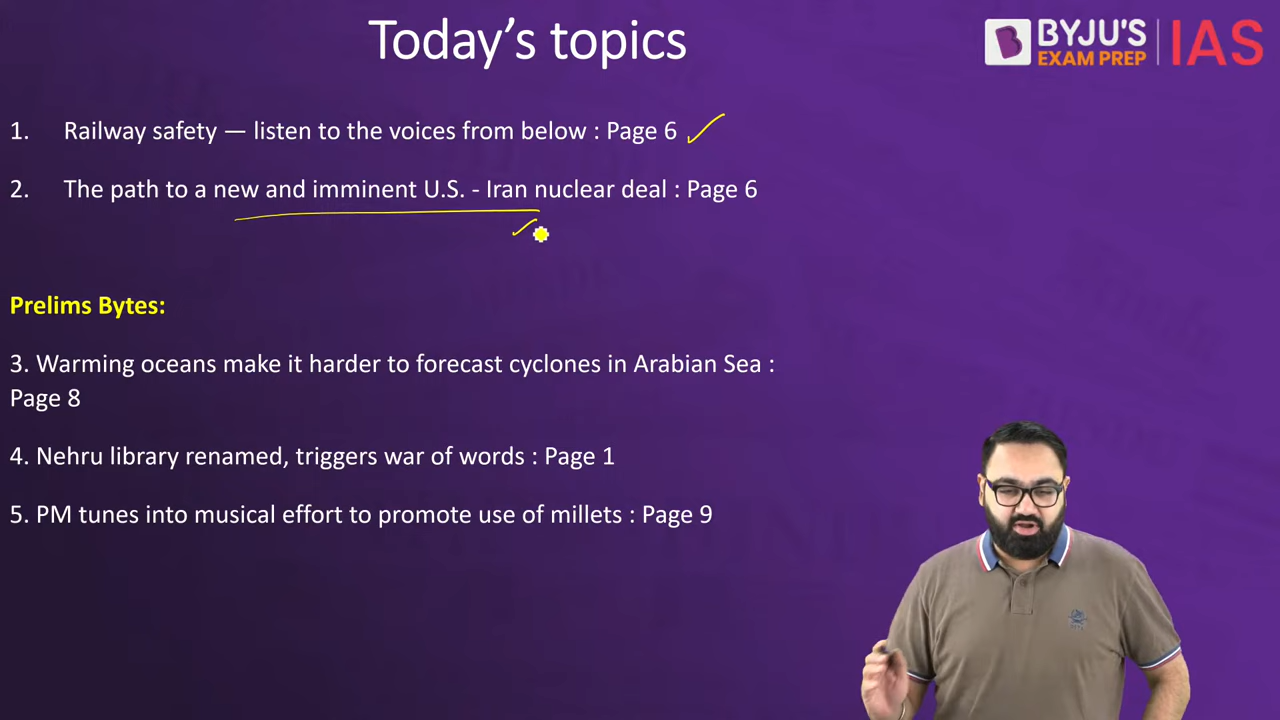 Today's topics
BYJU'S
EXAM PREP
IAS
1. Railway safety — listen to the voices from below : Page 6
2. The path to a new and imminent U.S. - Iran nuclear deal : Page 6
Prelims Bytes:
3. Warming oceans make it harder to forecast cyclones in Arabian Sea :
Page 8
4. Nehru library renamed, triggers war of words : Page 1
5. PM tunes into musical effort to promote use of millets : Page 9